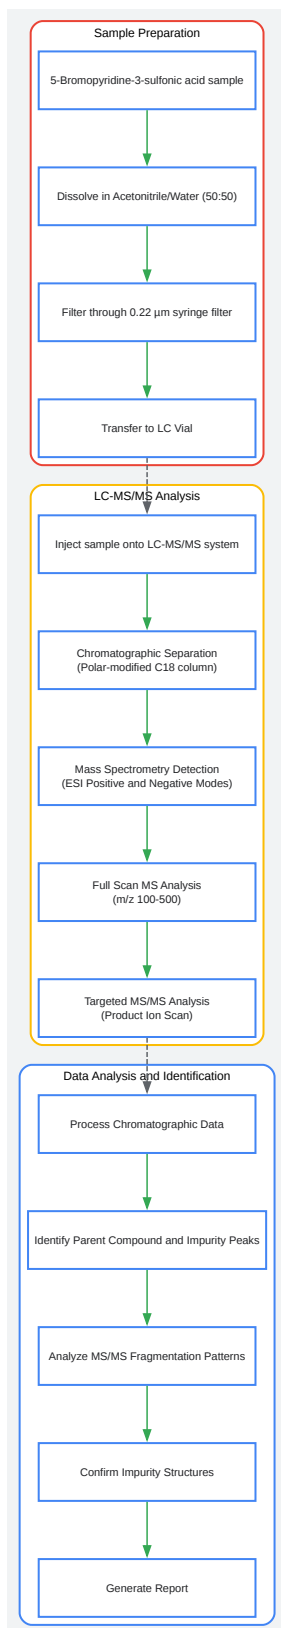 Sample Preparation
5-Bromopyridine-3-sulfonic acid sample
Dissolve in Acetonitrile/Water (50:50)
Filter through 0.22 µm syringe filter
Transfer to LC Vial
LC-MS/MS Analysis
Inject sample onto LC-MS/MS system
Chromatographic Separation
(Polar-modified C18 column)
Mass Spectrometry Detection
(ESI Positive and Negative Modes)
Full Scan MS Analysis
(m/z 100-500)
Targeted MS/MS Analysis
(Product Ion Scan)
Data Analysis and Identification
Process Chromatographic Data
Identify Parent Compound and Impurity Peaks
Analyze MS/MS Fragmentation Patterns
Confirm Impurity Structures
Generate Report